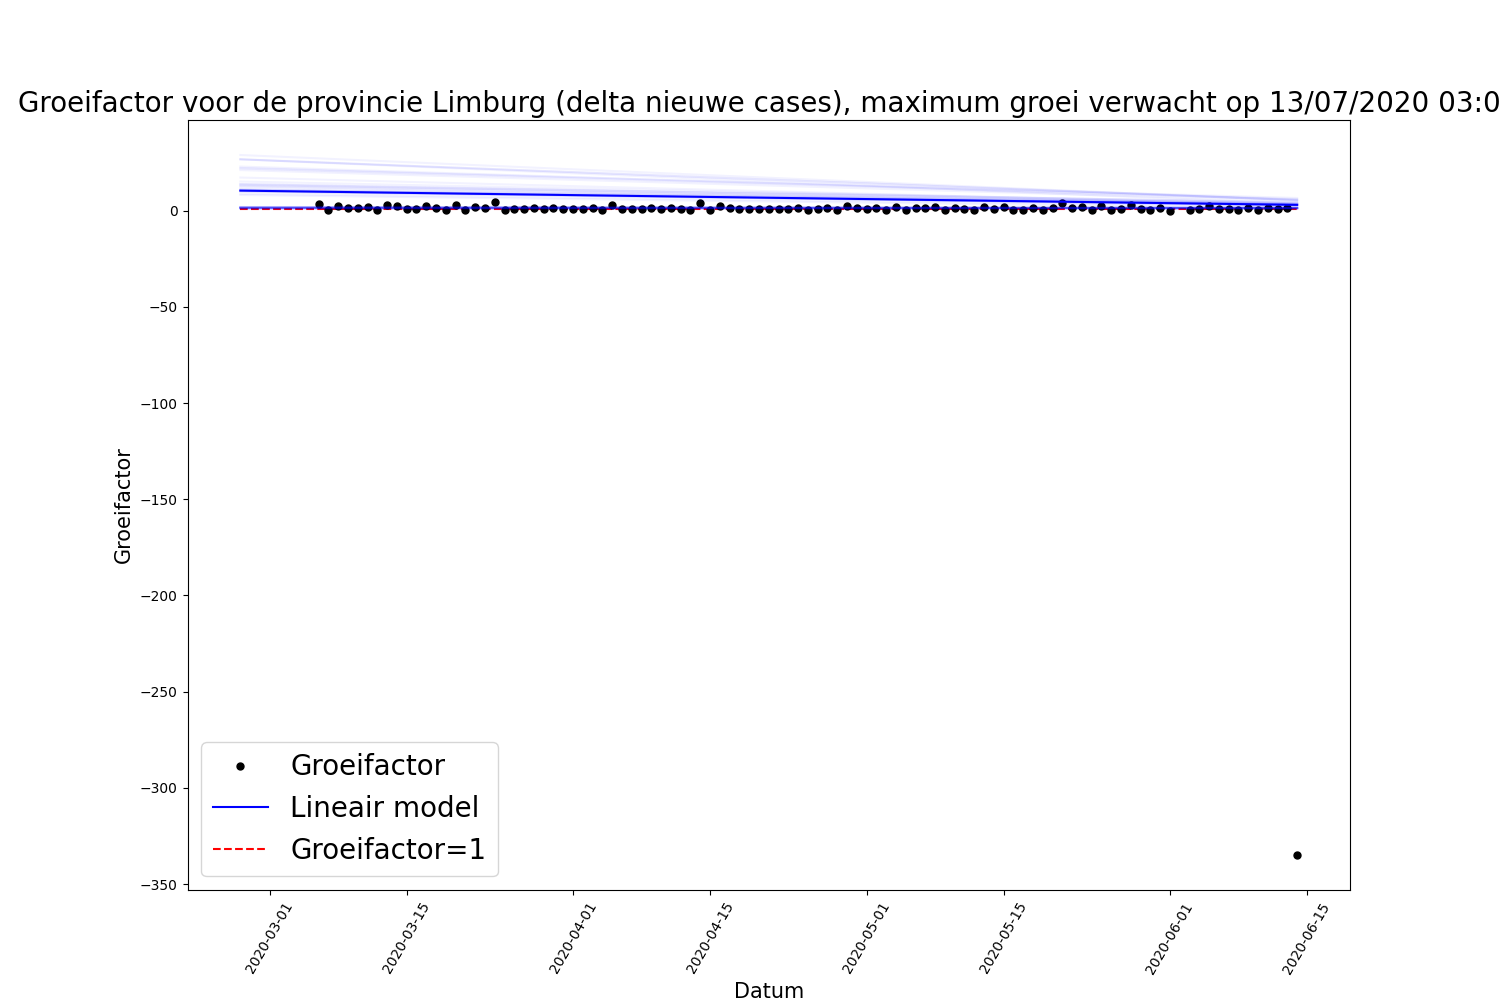 Groeifactor voor de provincie Limburg (delta nieuwe cases), maximum groei verwacht op 13/07/2020 03:0
Groeifactor
0
−50
−100
−150
−200
−250
−300
−350
Groeifactor
Lineair model
Groeifactor=1
2020-03-01
2020-03-15
2020-04-01
2020-04-15
2020-05-01
2020-05-15
2020-06-01
2020-06-15
Datum